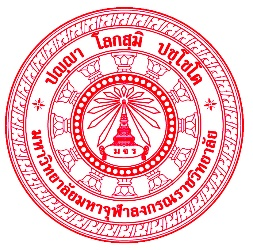 ปญฺญา โลกสฺมิ ปชฺโชโต
ม จ ร
มหาวิทยาลัยมหาจุฬาลงกรณราชวิทยาลัย